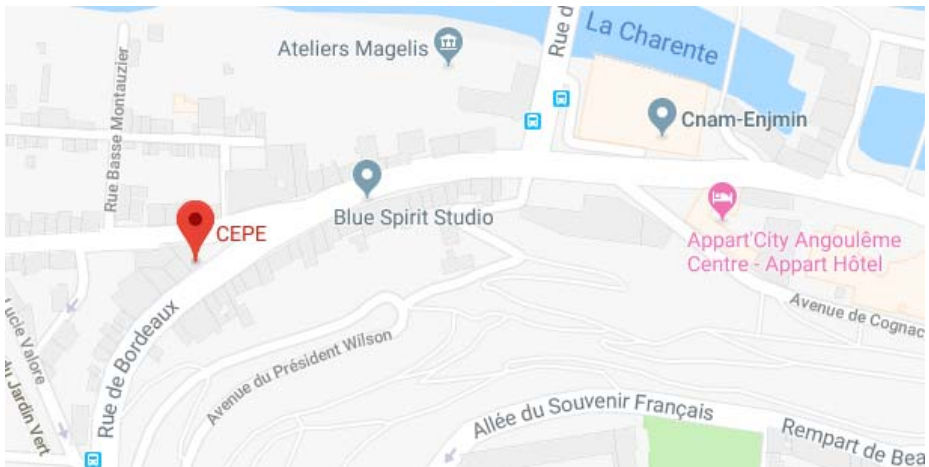 La Charente
Rue d
Ateliers Magelis
Cnam-Enjmin
Rue Basse Montauzier
Blue Spirit Studio
CEPE
Appart'City Angoulême
Centre - Appart Hôtel
Avenue de Cognac
Lucie Valore
du Jardin Vert
Rue de Bordeaux
Avenue du Président Wilson
Allée du Souvenir Français
Rempart de Bea